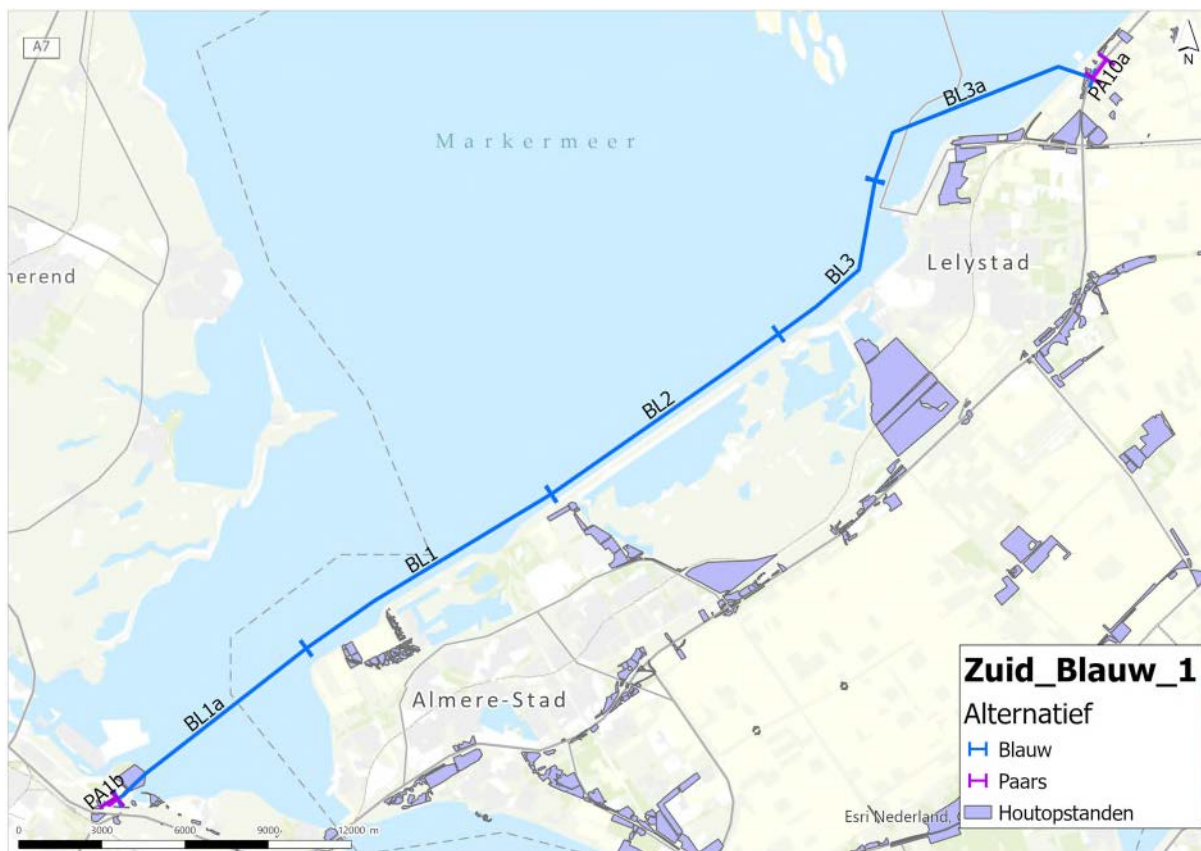 A7
N
PA10a
BL3a
Markermeer
nerend
Lelystad
BL3
BL2
BL1
Almere-Stad
BL1a
PA1b
0 3000 6000 9000 12000 m
Esri Nederland,
Zuid_Blauw_1
Alternatief
Blauw
Paars
Houtopstanden